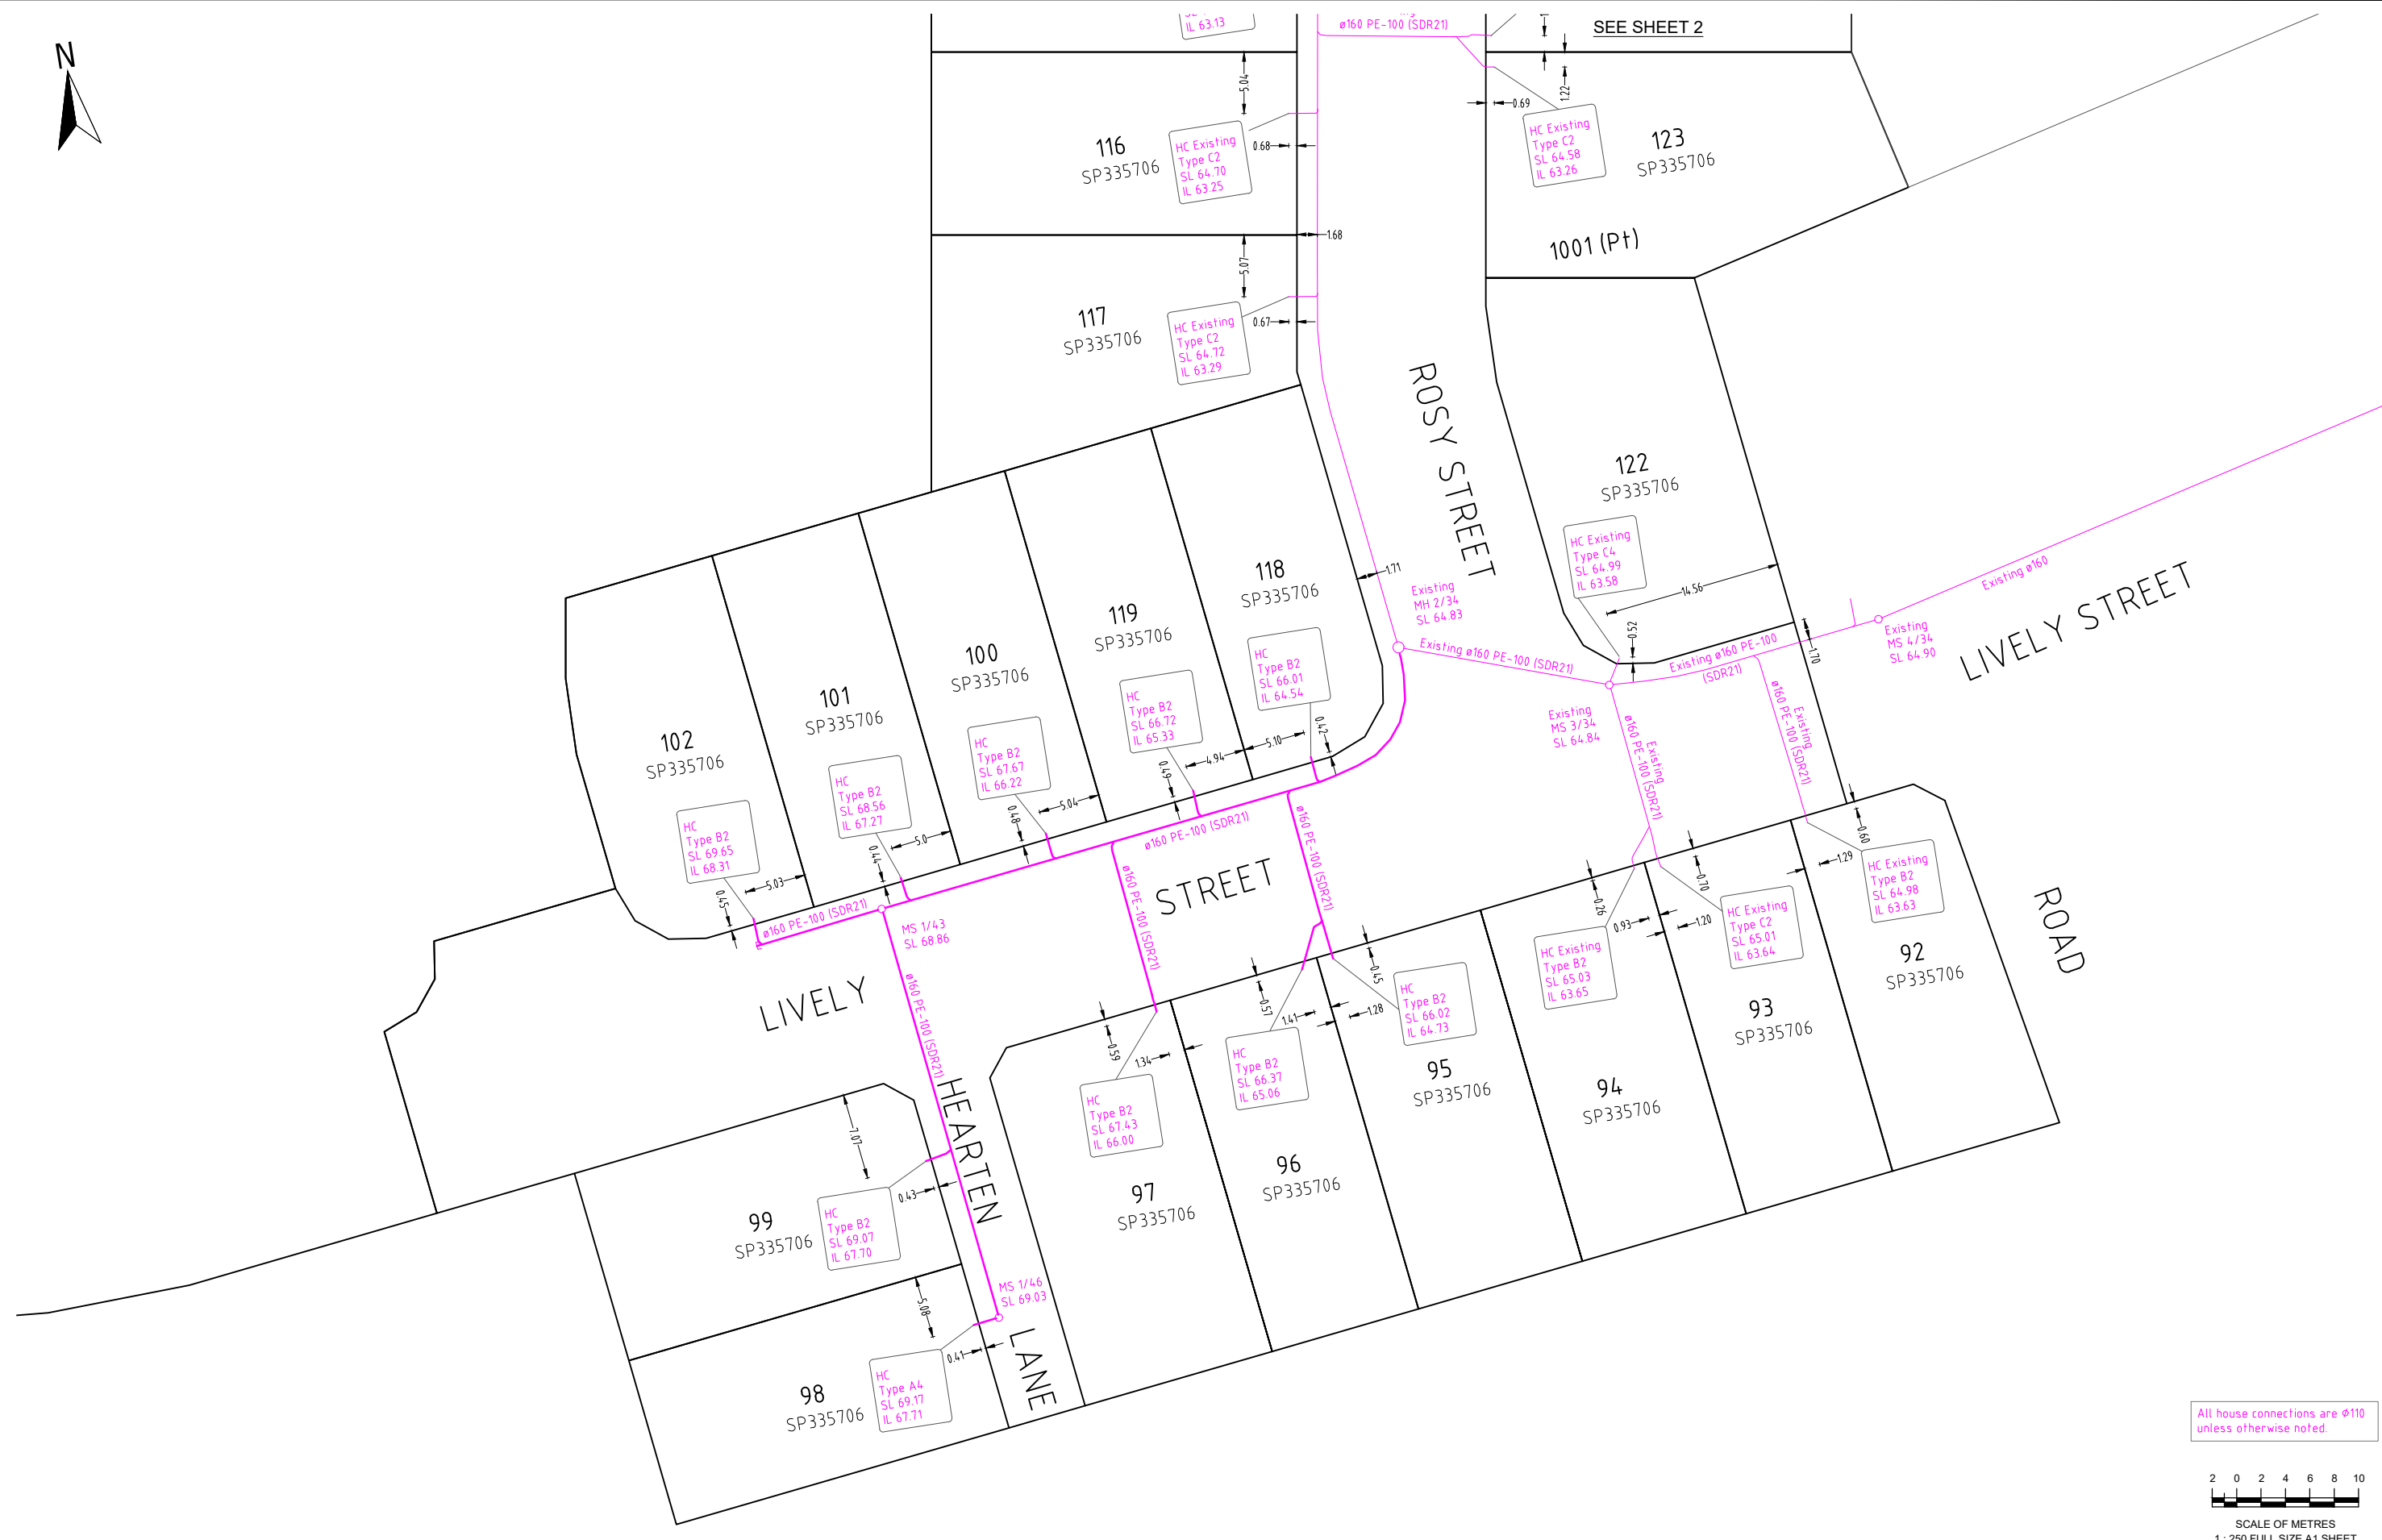 N
IL 63.13
ø160 PE-100 (SDR21)
SEE SHEET 2
5.04
1.22
0.69
116
SP335706
HC Existing
Type C2
SL 64.70
IL 63.25
0.68
HC Existing
Type C2
SL 64.58
IL 63.26
123
SP335706
1.68
1001 (Pt)
5.07
117
SP335706
HC Existing
Type C2
SL 64.72
IL 63.29
0.67
ROSY STREET
122
SP335706
HC Existing
Type C4
SL 64.99
IL 63.58
14.56
0.52
118
SP335706
1.71
Existing
MH 2/34
SL 64.83
Existing ø160 PE-100 (SDR21)
Existing ø160 PE-100
(SDR21)
1.70
Existing
MS 4/34
SL 64.90
Existing ø160
LIVELY STREET
119
SP335706
HC
Type B2
SL 66.01
IL 64.54
0.42
5.10
100
SP335706
HC
Type B2
SL 66.72
IL 65.33
4.94
0.49
101
SP335706
HC
Type B2
SL 67.67
IL 66.22
5.04
0.48
102
SP335706
HC
Type B2
SL 68.56
IL 67.27
5.0
0.44
HC
Type B2
SL 69.65
IL 68.31
5.03
0.45
Existing
MS 3/34
SL 64.84
Existing
ø160 PE-100 (SDR21)
Existing
ø160 PE-100 (SDR21)
ø160 PE-100 (SDR21)
ø160 PE-100 (SDR21)
ø160 PE-100 (SDR21)
ø160 PE-100 (SDR21)
MS 1/43
SL 68.86
LIVELY
STREET
ø160 PE-100 (SDR21)
0.60
1.29
HC Existing
Type B2
SL 64.98
IL 63.63
0.70
1.20
HC Existing
Type C2
SL 65.01
IL 63.64
0.26
0.93
HC Existing
Type B2
SL 65.03
IL 63.65
ROAD
92
SP335706
93
SP335706
94
SP335706
0.45
1.28
HC
Type B2
SL 66.02
IL 64.73
95
SP335706
0.57
1.41
HC
Type B2
SL 66.37
IL 65.06
96
SP335706
0.59
1.34
HC
Type B2
SL 67.43
IL 66.00
97
SP335706
HEARTEN
LANE
7.07
0.43
99
SP335706
HC
Type B2
SL 69.07
IL 67.70
MS 1/46
SL 69.03
5.08
0.41
98
SP335706
HC
Type A4
SL 69.17
IL 67.71
All house connections are Ø110
unless otherwise noted.
2 0 2 4 6 8 10
SCALE OF METRES
1 : 250 FULL SIZE A1 SHEET